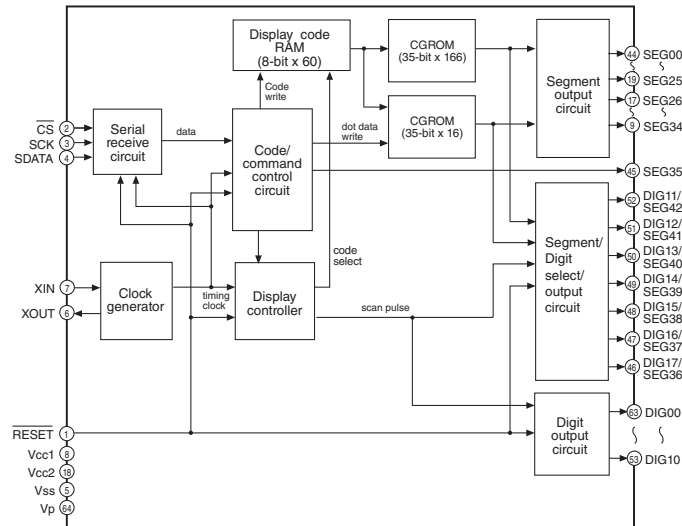 Display code
RAM
(8-bit x 60)
CGROM
(35-bit x 166)
Segment
output
circuit
44 SEG00
19 SEG25
17 SEG26
9 SEG34
Code
write
CS 2
SCK 3
SDATA 4
Serial
receive
circuit
data
Code/
command
control
circuit
dot data
write
CGROM
(35-bit x 16)
45 SEG35
Segment/
Digit
select/
output
circuit
52 DIG11/
SEG42
51 DIG12/
SEG41
50 DIG13/
SEG40
49 DIG14/
SEG39
48 DIG15/
SEG38
47 DIG16/
SEG37
46 DIG17/
SEG36
code
select
XIN 7
XOUT 6
Clock
generator
timing
clock
Display
controller
scan pulse
RESET 1
Vcc1 8
Vcc2 18
Vss 5
Vp 64
Digit
output
circuit
63 DIG00
53 DIG10